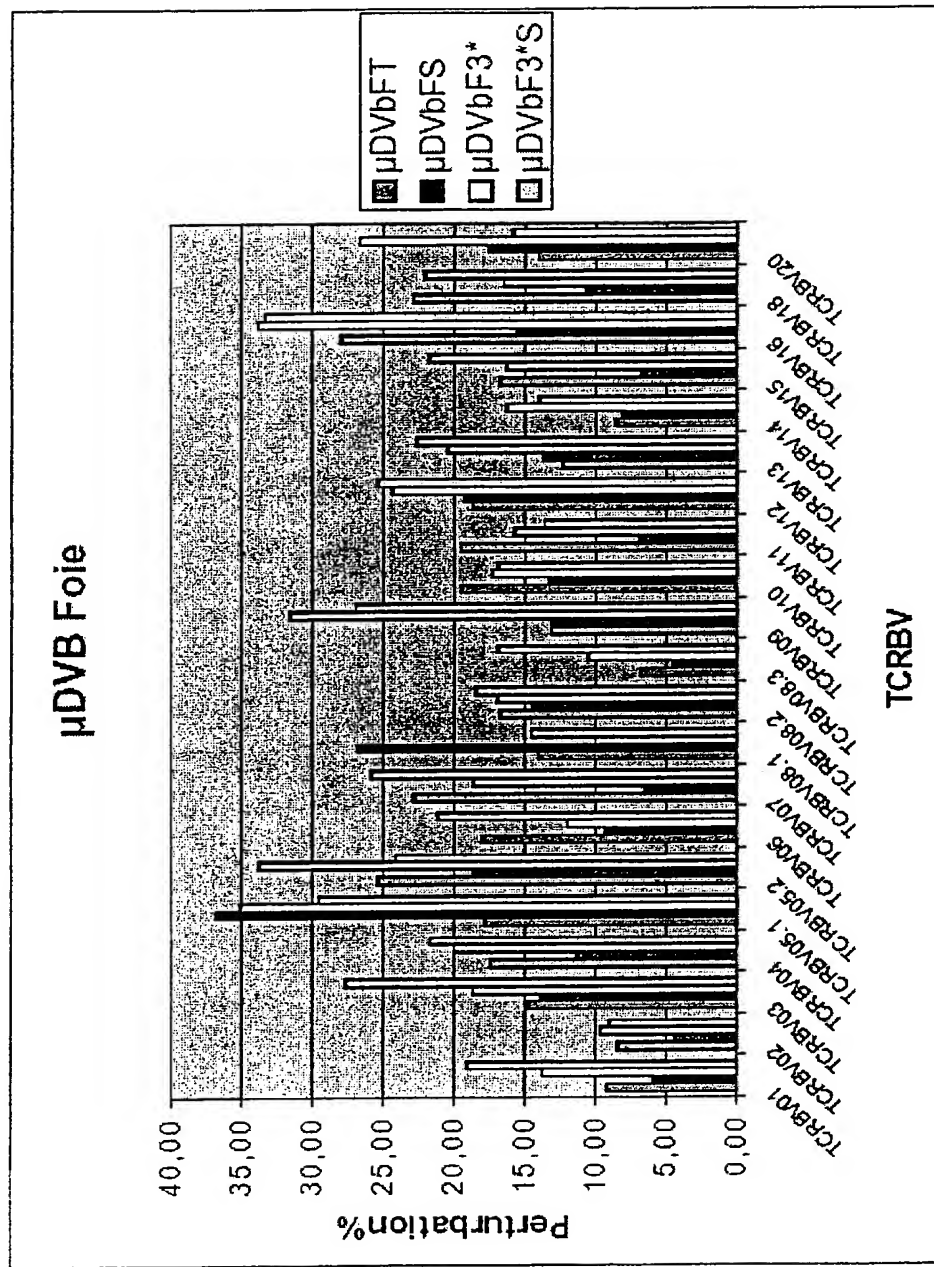 µDVB Foie
Perturbation%
40,00
35,00
30,00
25,00
20,00
15,00
10,00
5,00
0,00
TCRBV01
TCRBV02
TCRBV03
TCRBV04
TCRBV05.1
TCRBV05.2
TCRBV06
TCRBV07
TCRBV08.1
TCRBV08.2
TCRBV08.3
TCRBV09
TCRBV10
TCRBV11
TCRBV12
TCRBV13
TCRBV14
TCRBV15
TCRBV16
TCRBV18
TCRBV20
TCRBV
µDVbFT
µDVbFS
µDVbF3*
µDVbF3*S